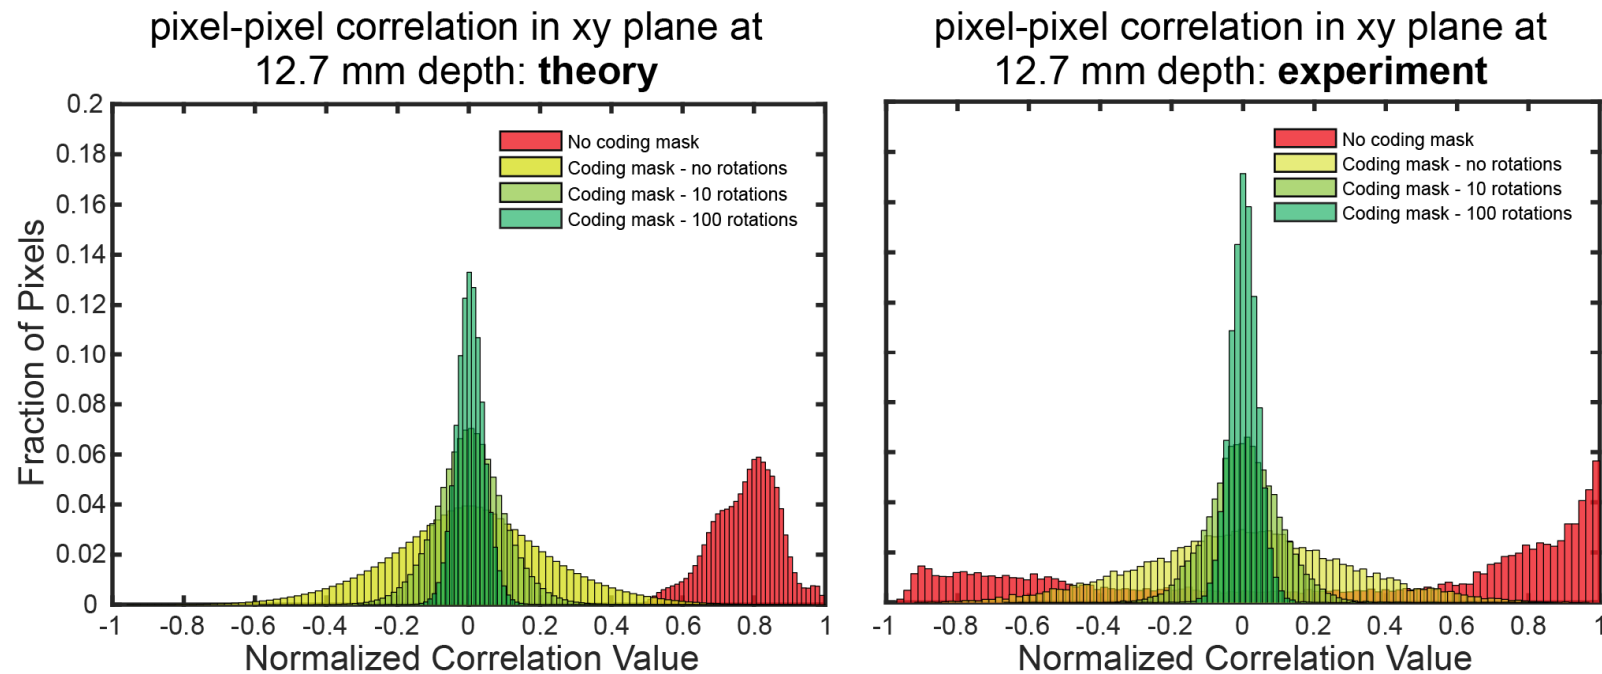 pixel-pixel correlation in xy plane at
12.7 mm depth: theory
0.2
0.18
0.16
0.14
0.12
0.10
0.08
0.06
0.04
0.02
0
Fraction of Pixels
No coding mask
Coding mask - no rotations
Coding mask - 10 rotations
Coding mask - 100 rotations
-1 -0.8 -0.6 -0.4 -0.2 0 0.2 0.4 0.6 0.8 1
Normalized Correlation Value
pixel-pixel correlation in xy plane at
12.7 mm depth: experiment
No coding mask
Coding mask - no rotations
Coding mask - 10 rotations
Coding mask - 100 rotations
-1 -0.8 -0.6 -0.4 -0.2 0 0.2 0.4 0.6 0.8 1
Normalized Correlation Value